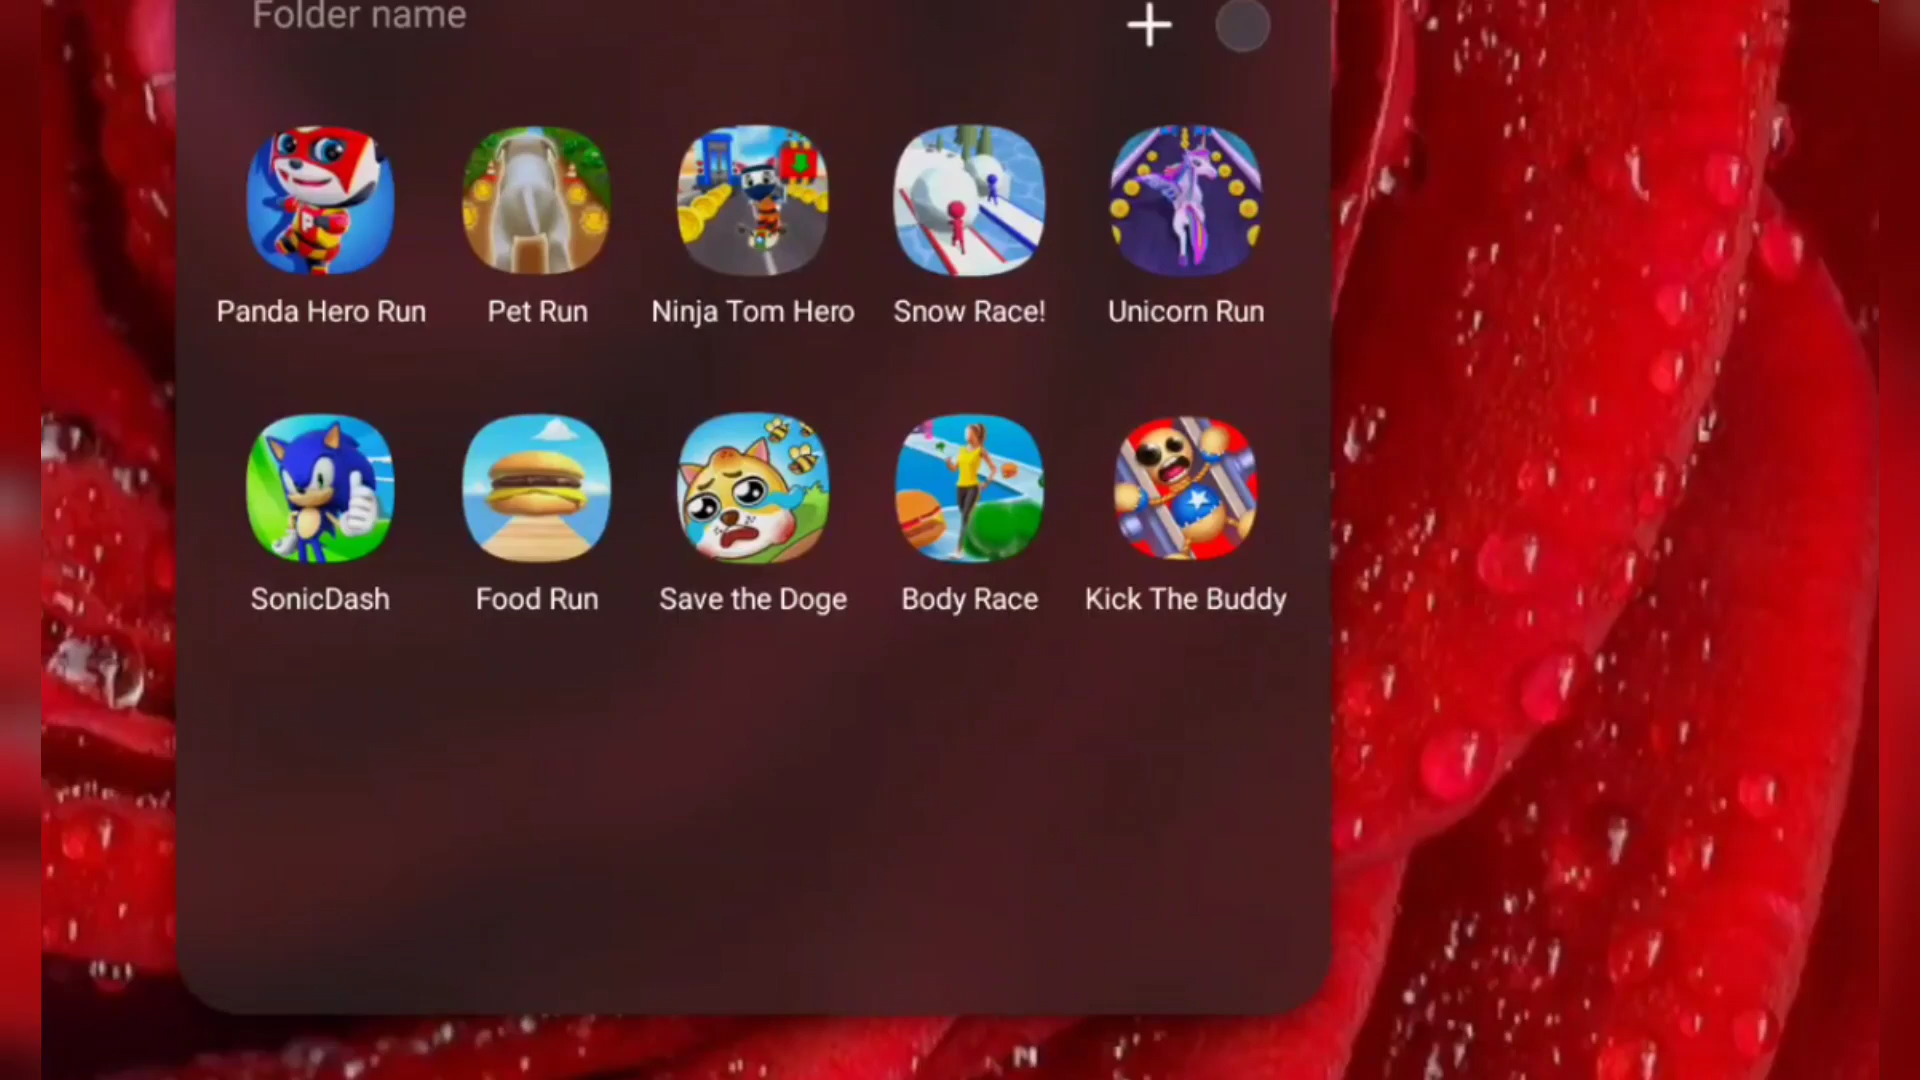 Folder name
Panda Hero Run
Pet Run
Ninja Tom Hero
Snow Race!
Unicorn Run
SonicDash
Food Run
Save the Doge
Body Race
Kick The Buddy